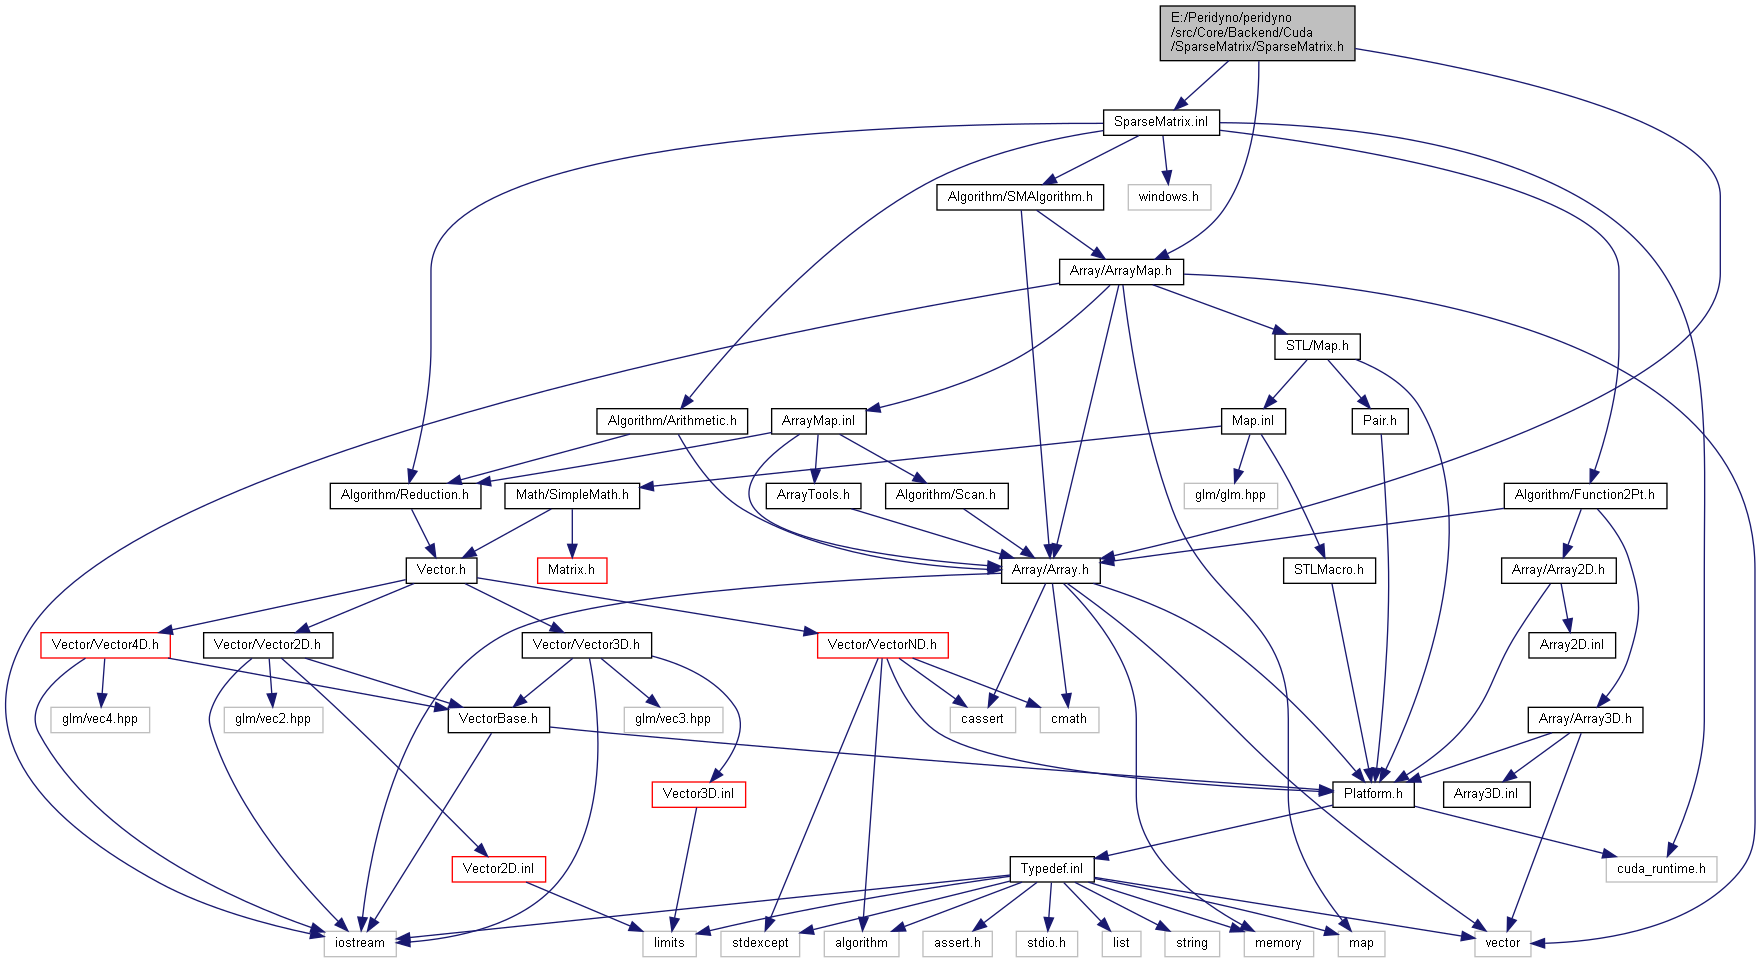 E:/Peridyno/peridyno
/src/Core/Backend/Cuda
/SparseMatrix/SparseMatrix.h
SparseMatrix.inl
Algorithm/SMAlgorithm.h
windows.h
Array/ArrayMap.h
STL/Map.h
Algorithm/Arithmetic.h
ArrayMap.inl
Map.inl
Pair.h
Algorithm/Reduction.h
Math/SimpleMath.h
ArrayTools.h
Algorithm/Scan.h
glm/glm.hpp
Algorithm/Function2Pt.h
Vector.h
Matrix.h
Array/Array.h
STLMacro.h
Array/Array2D.h
Vector/Vector4D.h
Vector/Vector2D.h
Vector/Vector3D.h
Vector/VectorND.h
Array2D.inl
glm/vec4.hpp
glm/vec2.hpp
VectorBase.h
glm/vec3.hpp
cassert
cmath
Array/Array3D.h
Vector3D.inl
Platform.h
Array3D.inl
Vector2D.inl
Typedef.inl
cuda_runtime.h
iostream
limits
stdexcept
algorithm
assert.h
stdio.h
list
string
memory
map
vector